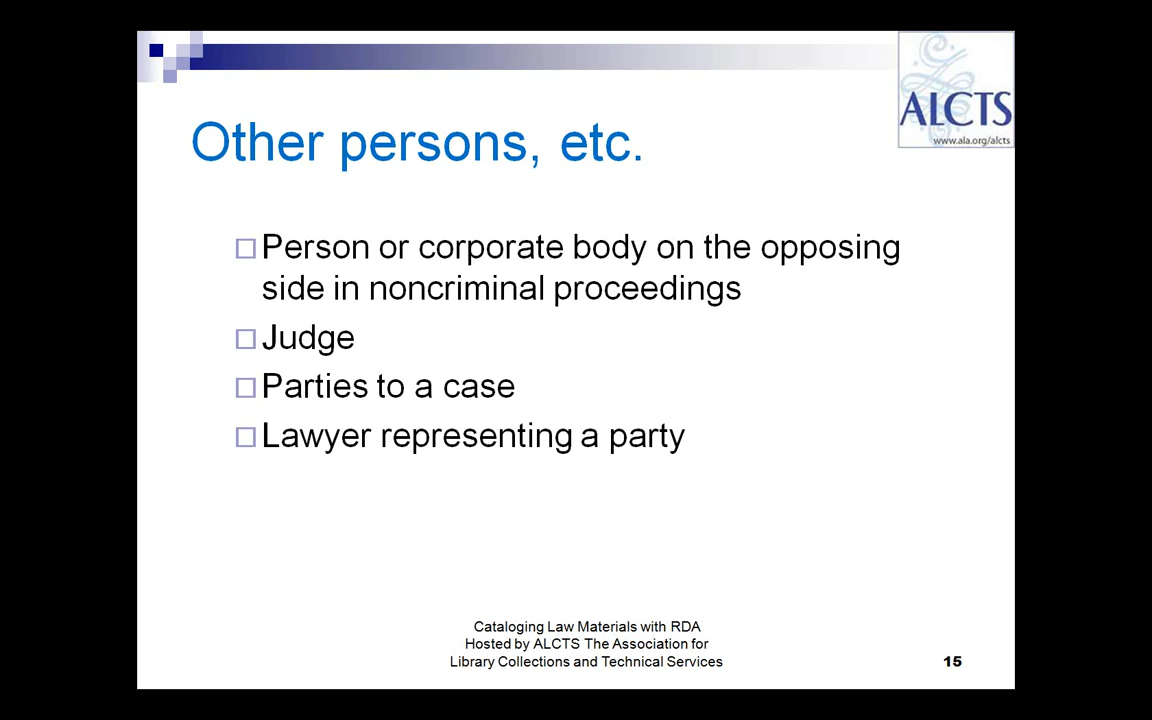 ALCTS
www.ala.org/alcts
Other persons, etc.
Person or corporate body on the opposing
side in noncriminal proceedings
Judge
Parties to a case
Lawyer representing a party
Cataloging Law Materials with RDA
Hosted by ALCTS The Association for
Library Collections and Technical Services
15